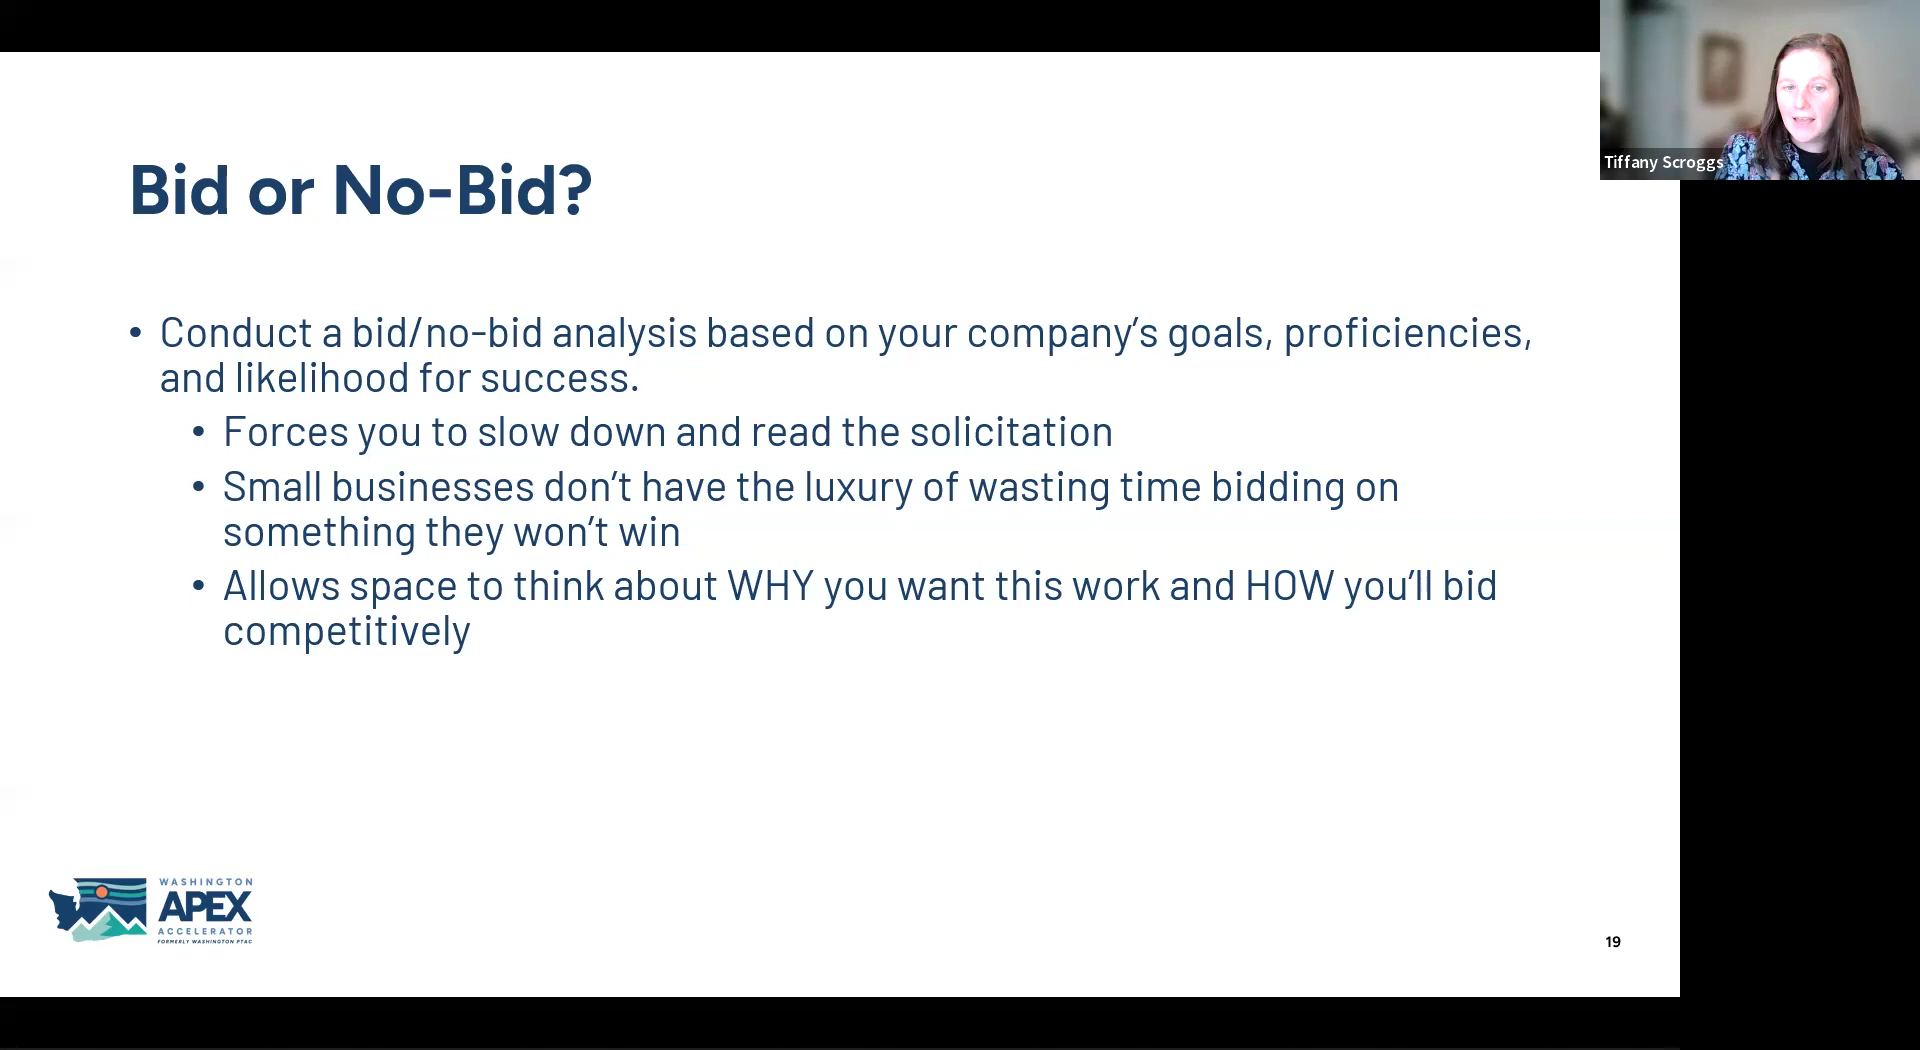 Tiffany Scroggs
Bid or No-Bid?
• Conduct a bid/no-bid analysis based on your company’s goals, proficiencies,
and likelihood for success.
• Forces you to slow down and read the solicitation
• Small businesses don’t have the luxury of wasting time bidding on
something they won’t win
• Allows space to think about WHY you want this work and HOW you’ll bid
competitively
WASHINGTON
APEX
ACCELERATOR
FORMERLY WASHINGTON PTAC
19